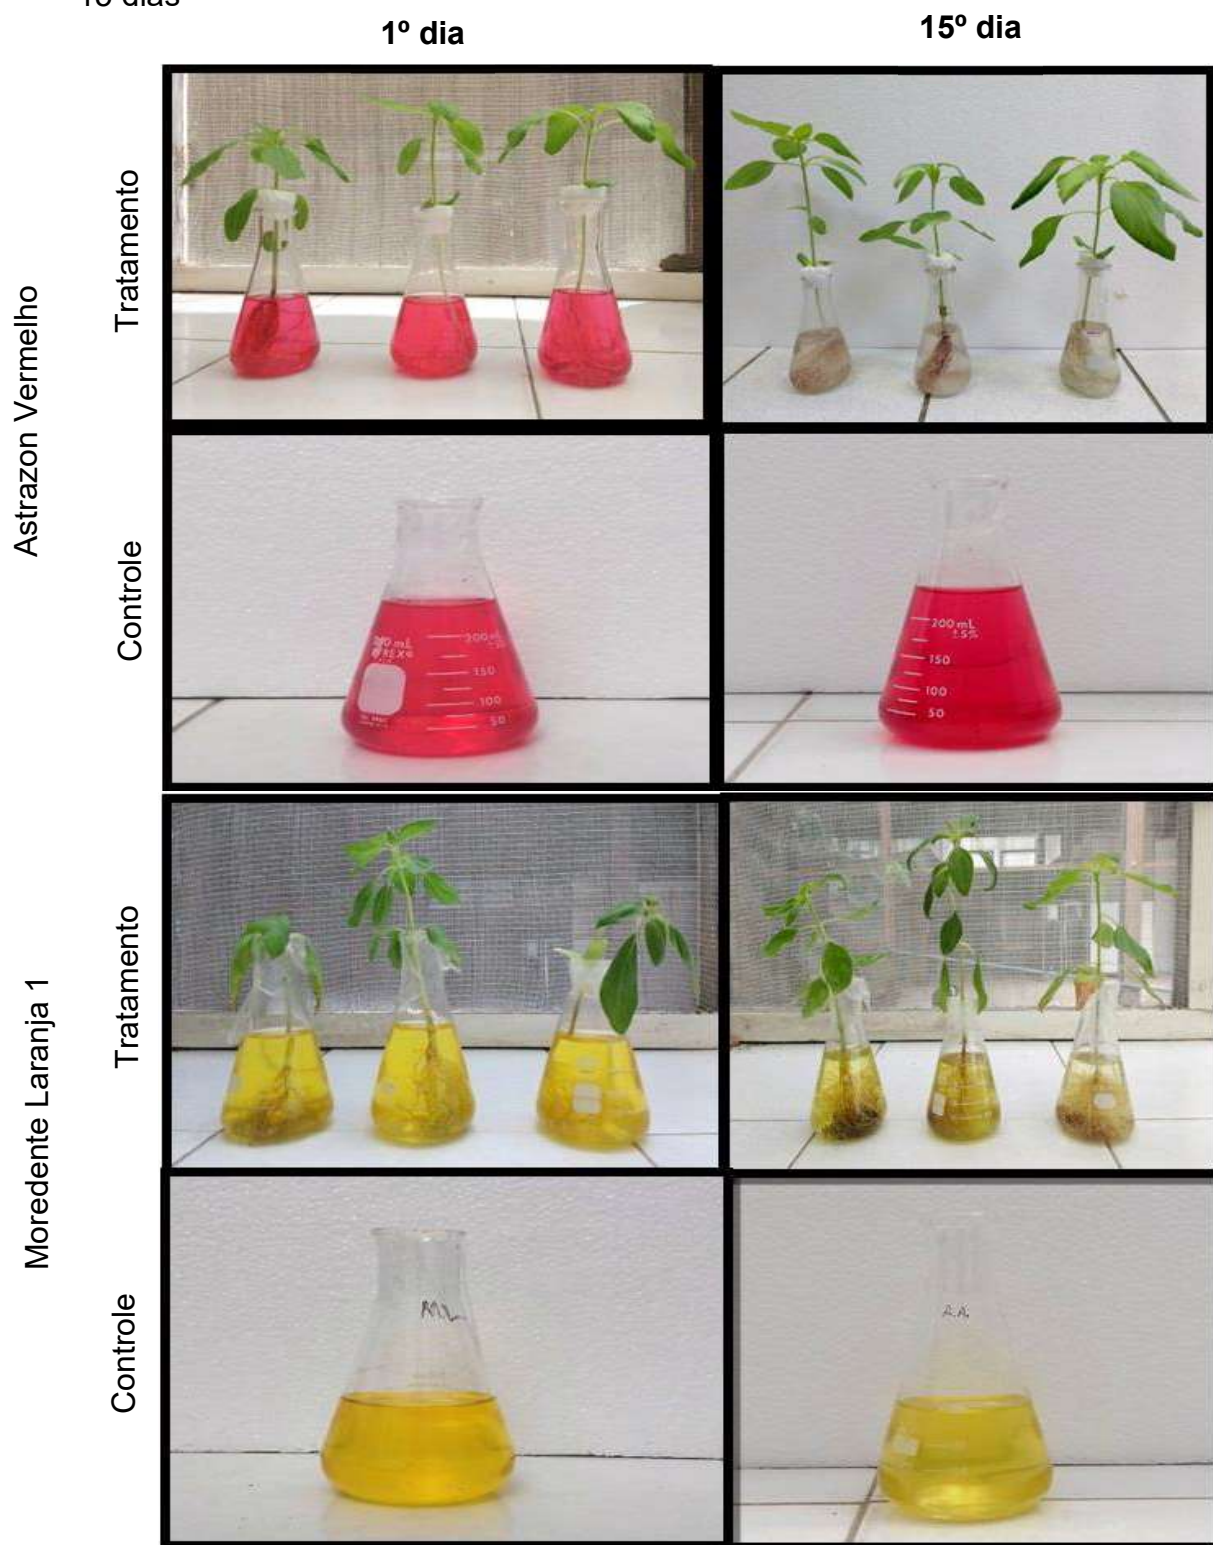 1º dia
15º dia
Astrazon Vermelho
Tratamento
Controle
200 mL
150
100
50
200 mL
±5%
150
100
50
Moredente Laranja 1
Tratamento
Controle